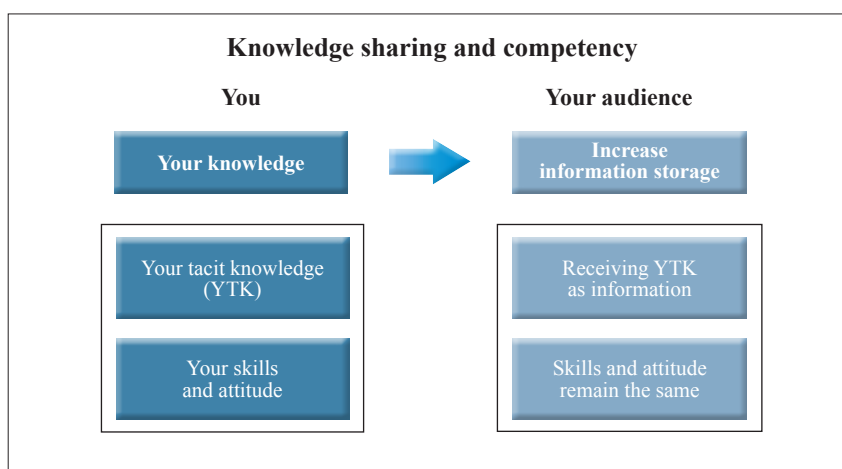 Knowledge sharing and competency
You
Your audience
Your knowledge
Increase
information storage
Your tacit knowledge
(YTK)
Receiving YTK
as information
Your skills
and attitude
Skills and attitude
remain the same